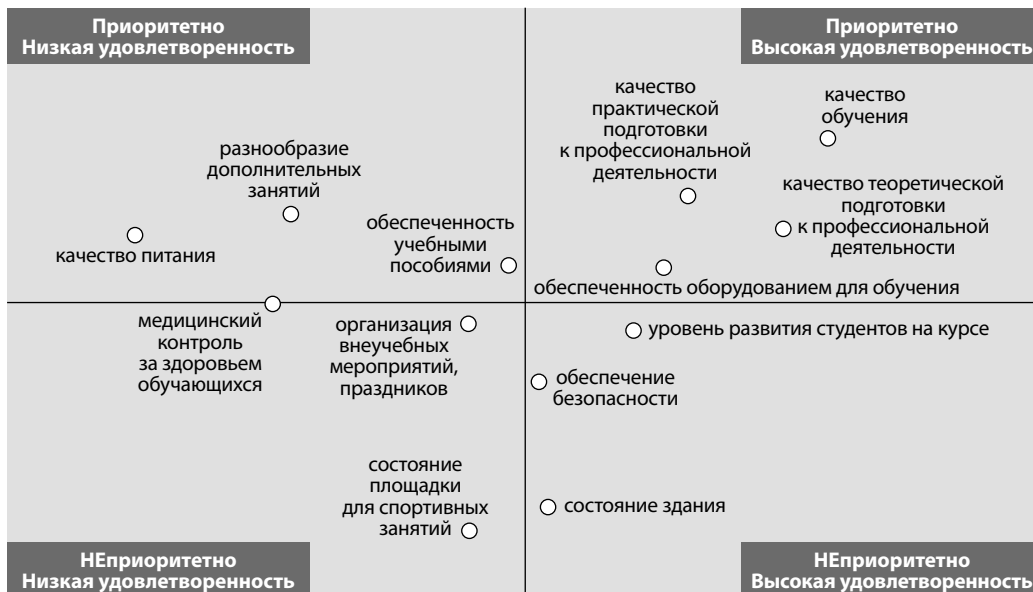 Приоритетно
Низкая удовлетворенность
Приоритетно
Высокая удовлетворенность
качество
практической
подготовки
к профессиональной
деятельности
качество
обучения
разнообразие
дополнительных
занятий
качество теоретической
подготовки
к профессиональной
деятельности
обеспеченность
учебными
пособиями
качество питания
обеспеченность оборудованием для обучения
медицинский
контроль
за здоровьем
обучающихся
организация
внеучебных
мероприятий,
праздников
уровень развития студентов на курсе
обеспечение
безопасности
состояние
площадки
для спортивных
занятий
состояние здания
НЕприоритетно
Низкая удовлетворенность
НЕприоритетно
Высокая удовлетворенность